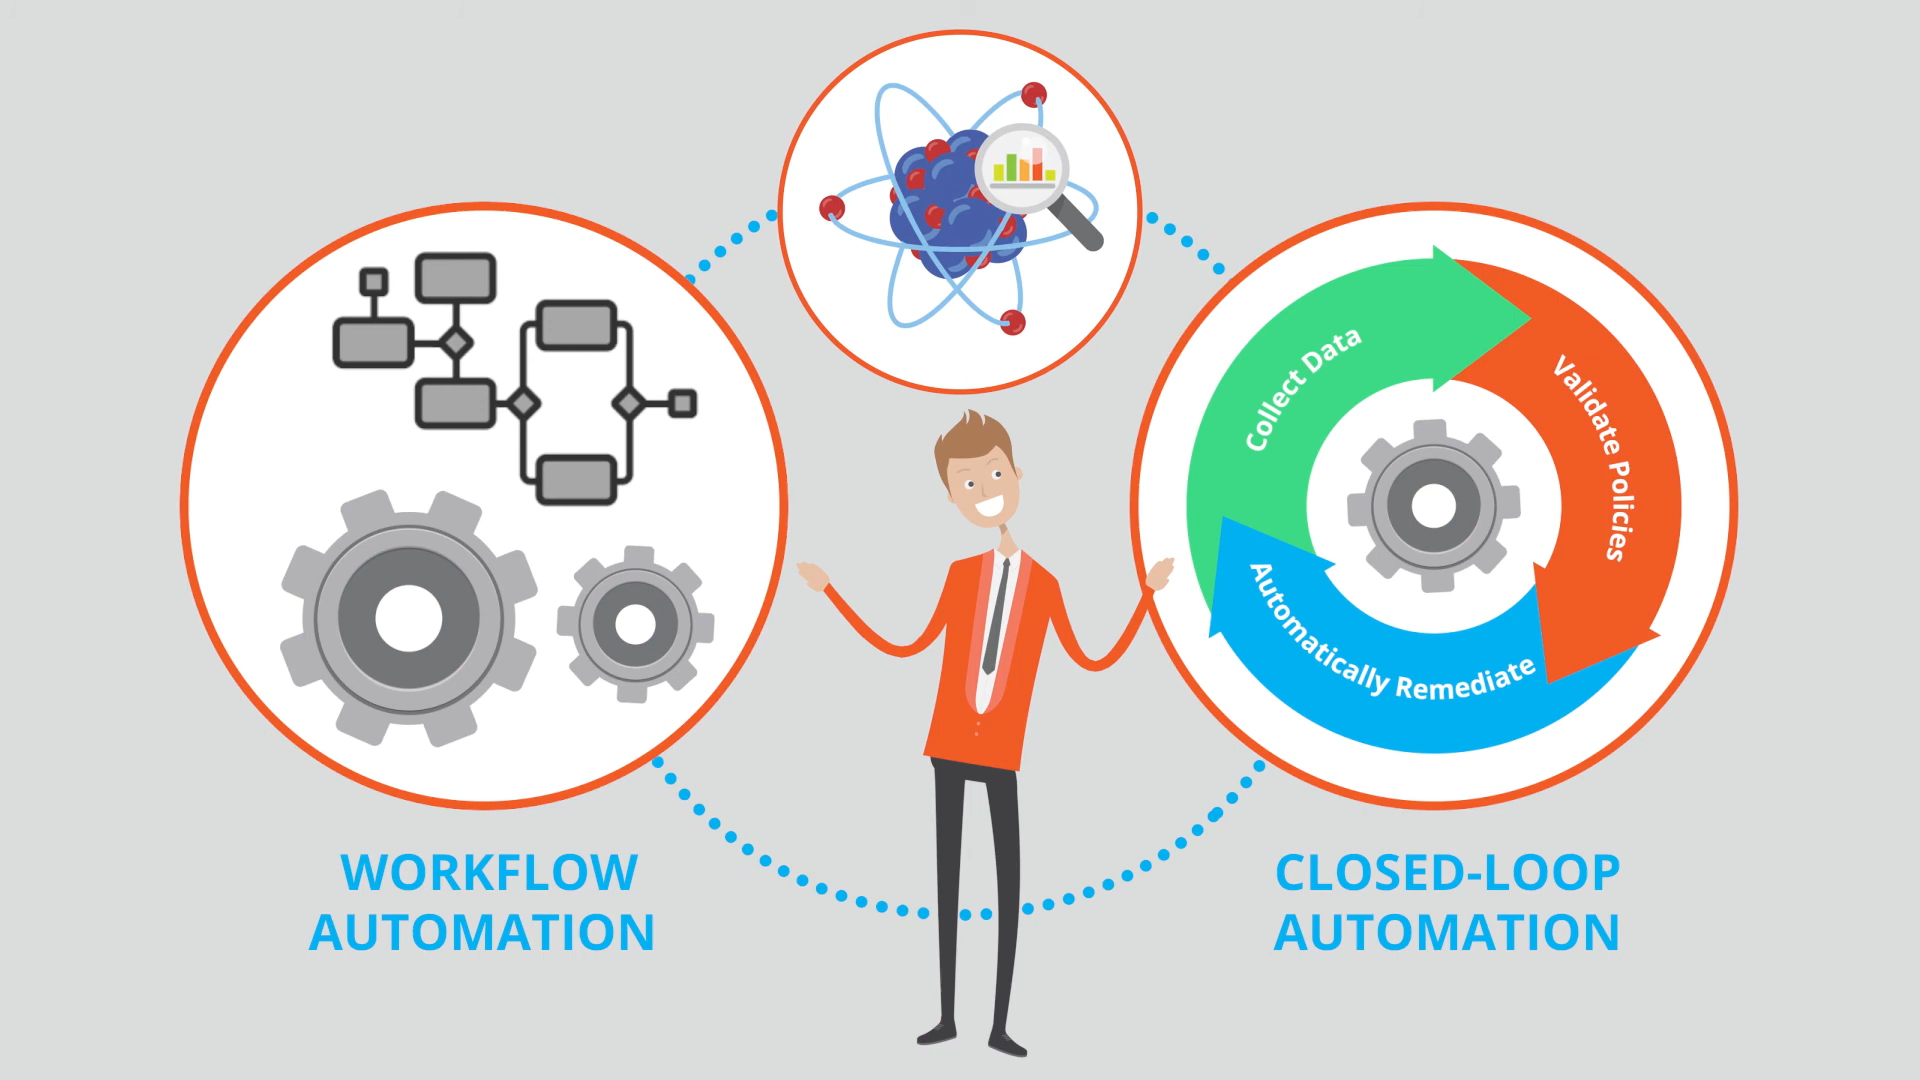 Collect Data
Validate Policies
Automatically Remediate
WORKFLOW
AUTOMATION
CLOSED-LOOP
AUTOMATION